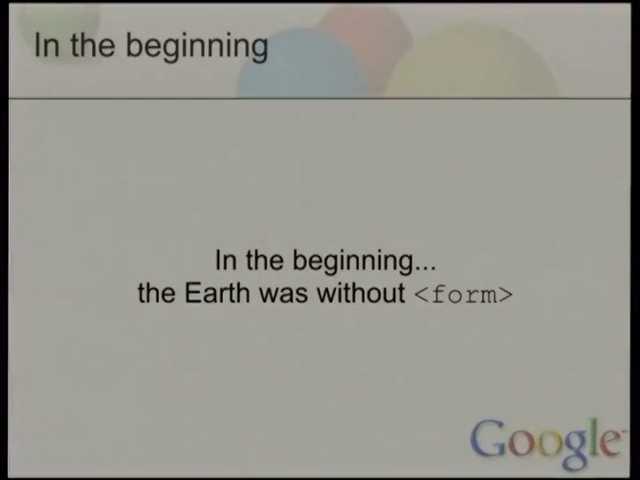 In the beginning
In the beginning...
the Earth was without <form>
Google